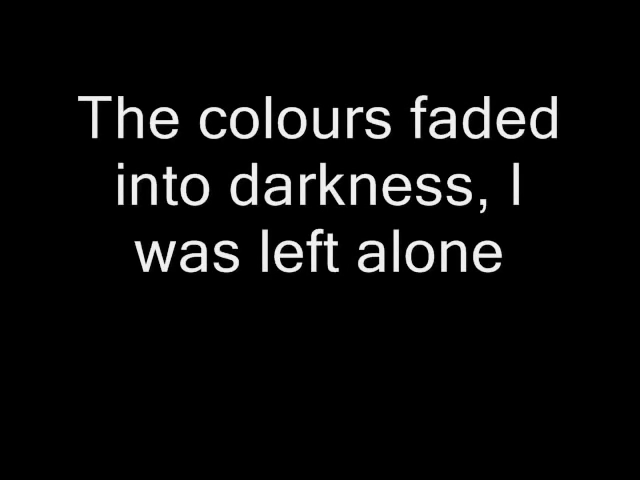 The colours faded
into darkness, I
was left alone